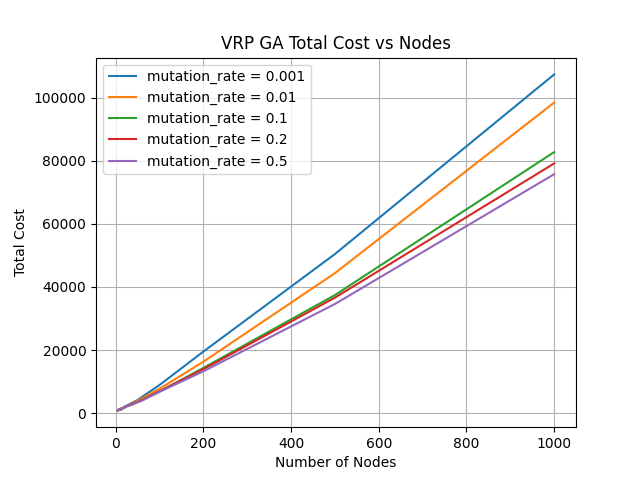 VRP GA Total Cost vs Nodes
mutation_rate = 0.001
mutation_rate = 0.01
mutation_rate = 0.1
mutation_rate = 0.2
mutation_rate = 0.5
Total Cost
100000
80000
60000
40000
20000
0
0 200 400 600 800 1000
Number of Nodes